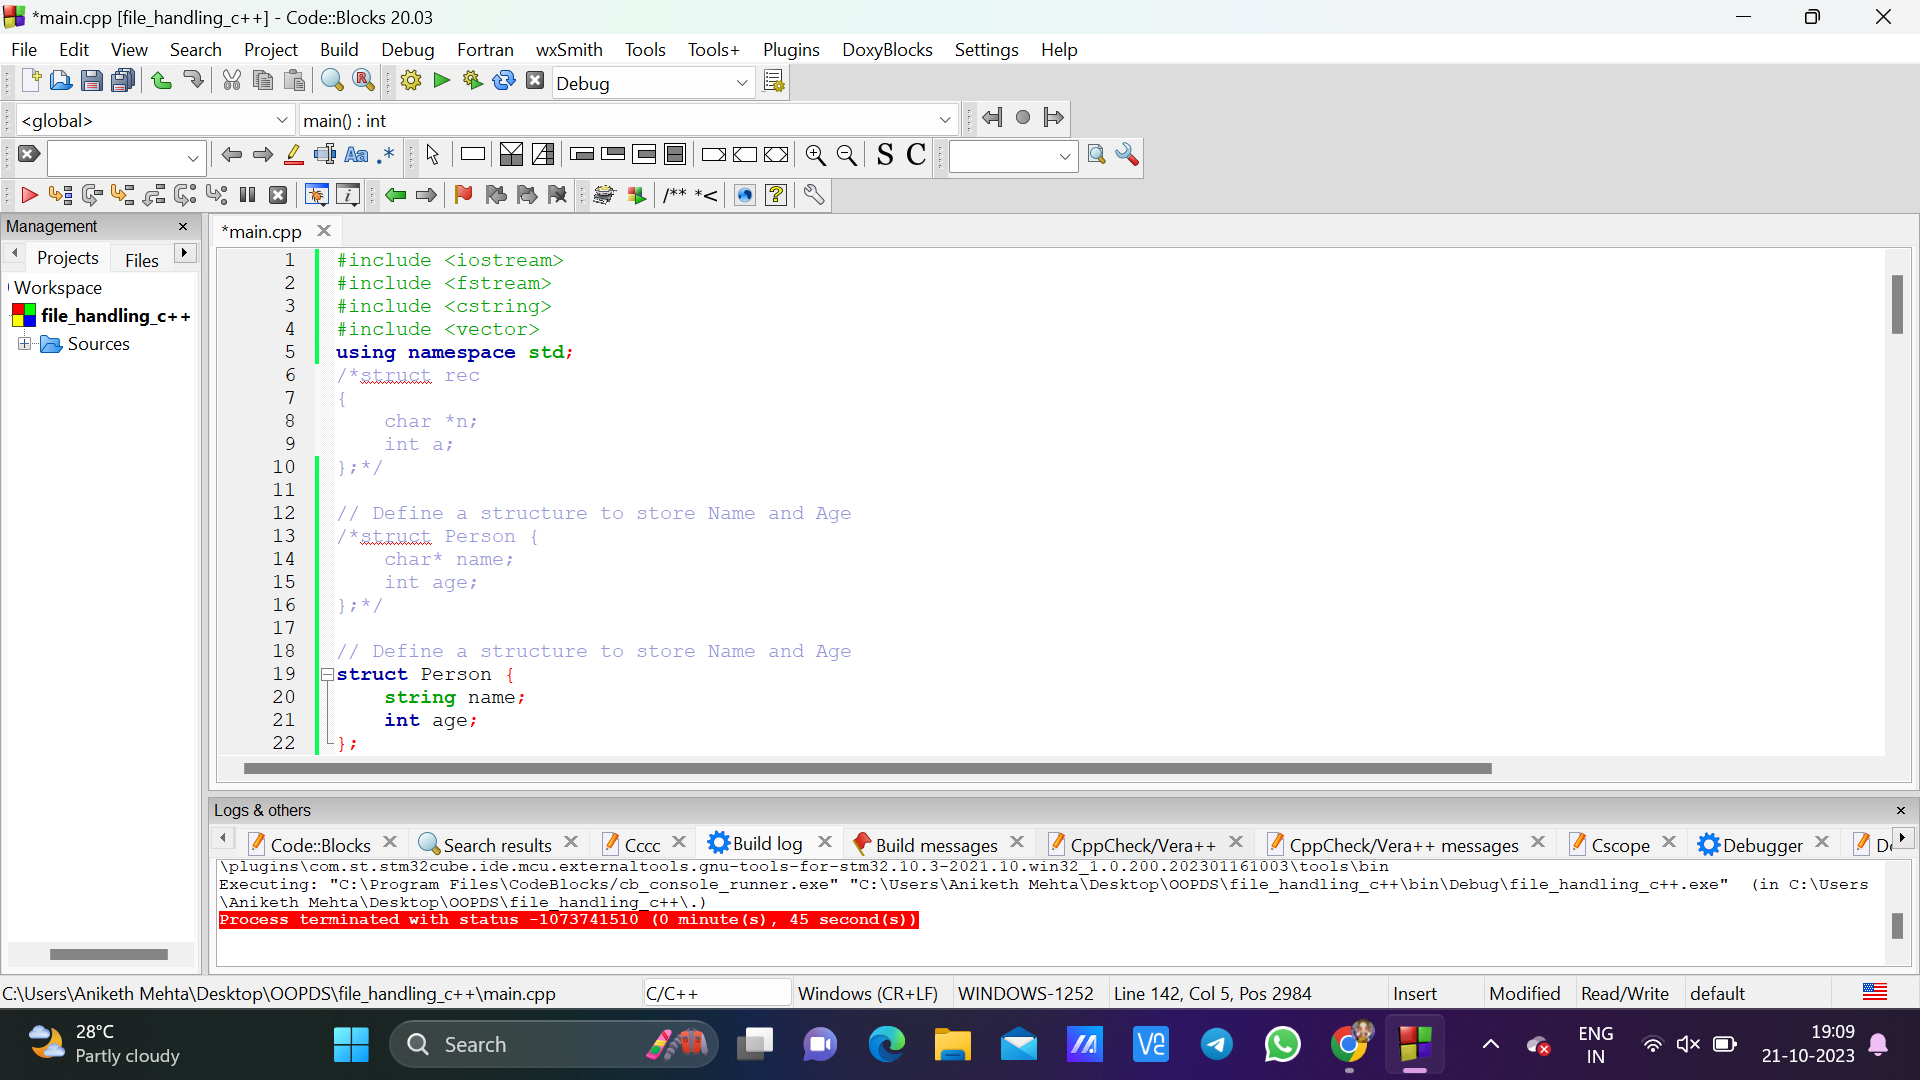 *main.cpp [file_handling_c++] - Code::Blocks 20.03
File Edit View Search Project Build Debug Fortran wxSmith Tools Tools+ Plugins DoxyBlocks Settings Help
Debug
<global> main() : int
S C
/** *<
Management
*main.cpp
Projects Files
Workspace
file_handling_c++
Sources
1 #include <iostream>
2 #include <fstream>
3 #include <cstring>
4 #include <vector>
5 using namespace std;
6 /*struct rec
7 {
8 char *n;
9 int a;
10 };*/
11
12 // Define a structure to store Name and Age
13 /*struct Person {
14 char* name;
15 int age;
16 };*/
17
18 // Define a structure to store Name and Age
19 struct Person {
20 string name;
21 int age;
22 };
Logs & others
Code::Blocks Search results Cccc Build log Build messages CppCheck/Vera++ CppCheck/Vera++ messages Cscope Debugger
\plugins\com.st.stm32cube.ide.mcu.externaltools.gnu-tools-for-stm32.10.3-2021.10.win32_1.0.200.202301161003\tools\bin
Executing: "C:\Program Files\CodeBlocks/cb_console_runner.exe" "C:\Users\Aniketh Mehta\Desktop\OOPDS\file_handling_c++\bin\Debug\file_handling_c++.exe" (in C:\Users
\Aniketh Mehta\Desktop\OOPDS\file_handling_c++\.)
Process terminated with status -1073741510 (0 minute(s), 45 second(s))
C:\Users\Aniketh Mehta\Desktop\OOPDS\file_handling_c++\main.cpp C/C++ Windows (CR+LF) WINDOWS-1252 Line 142, Col 5, Pos 2984 Insert Modified Read/Write default
28°C
Partly cloudy
Search
ENG
IN
19:09
21-10-2023